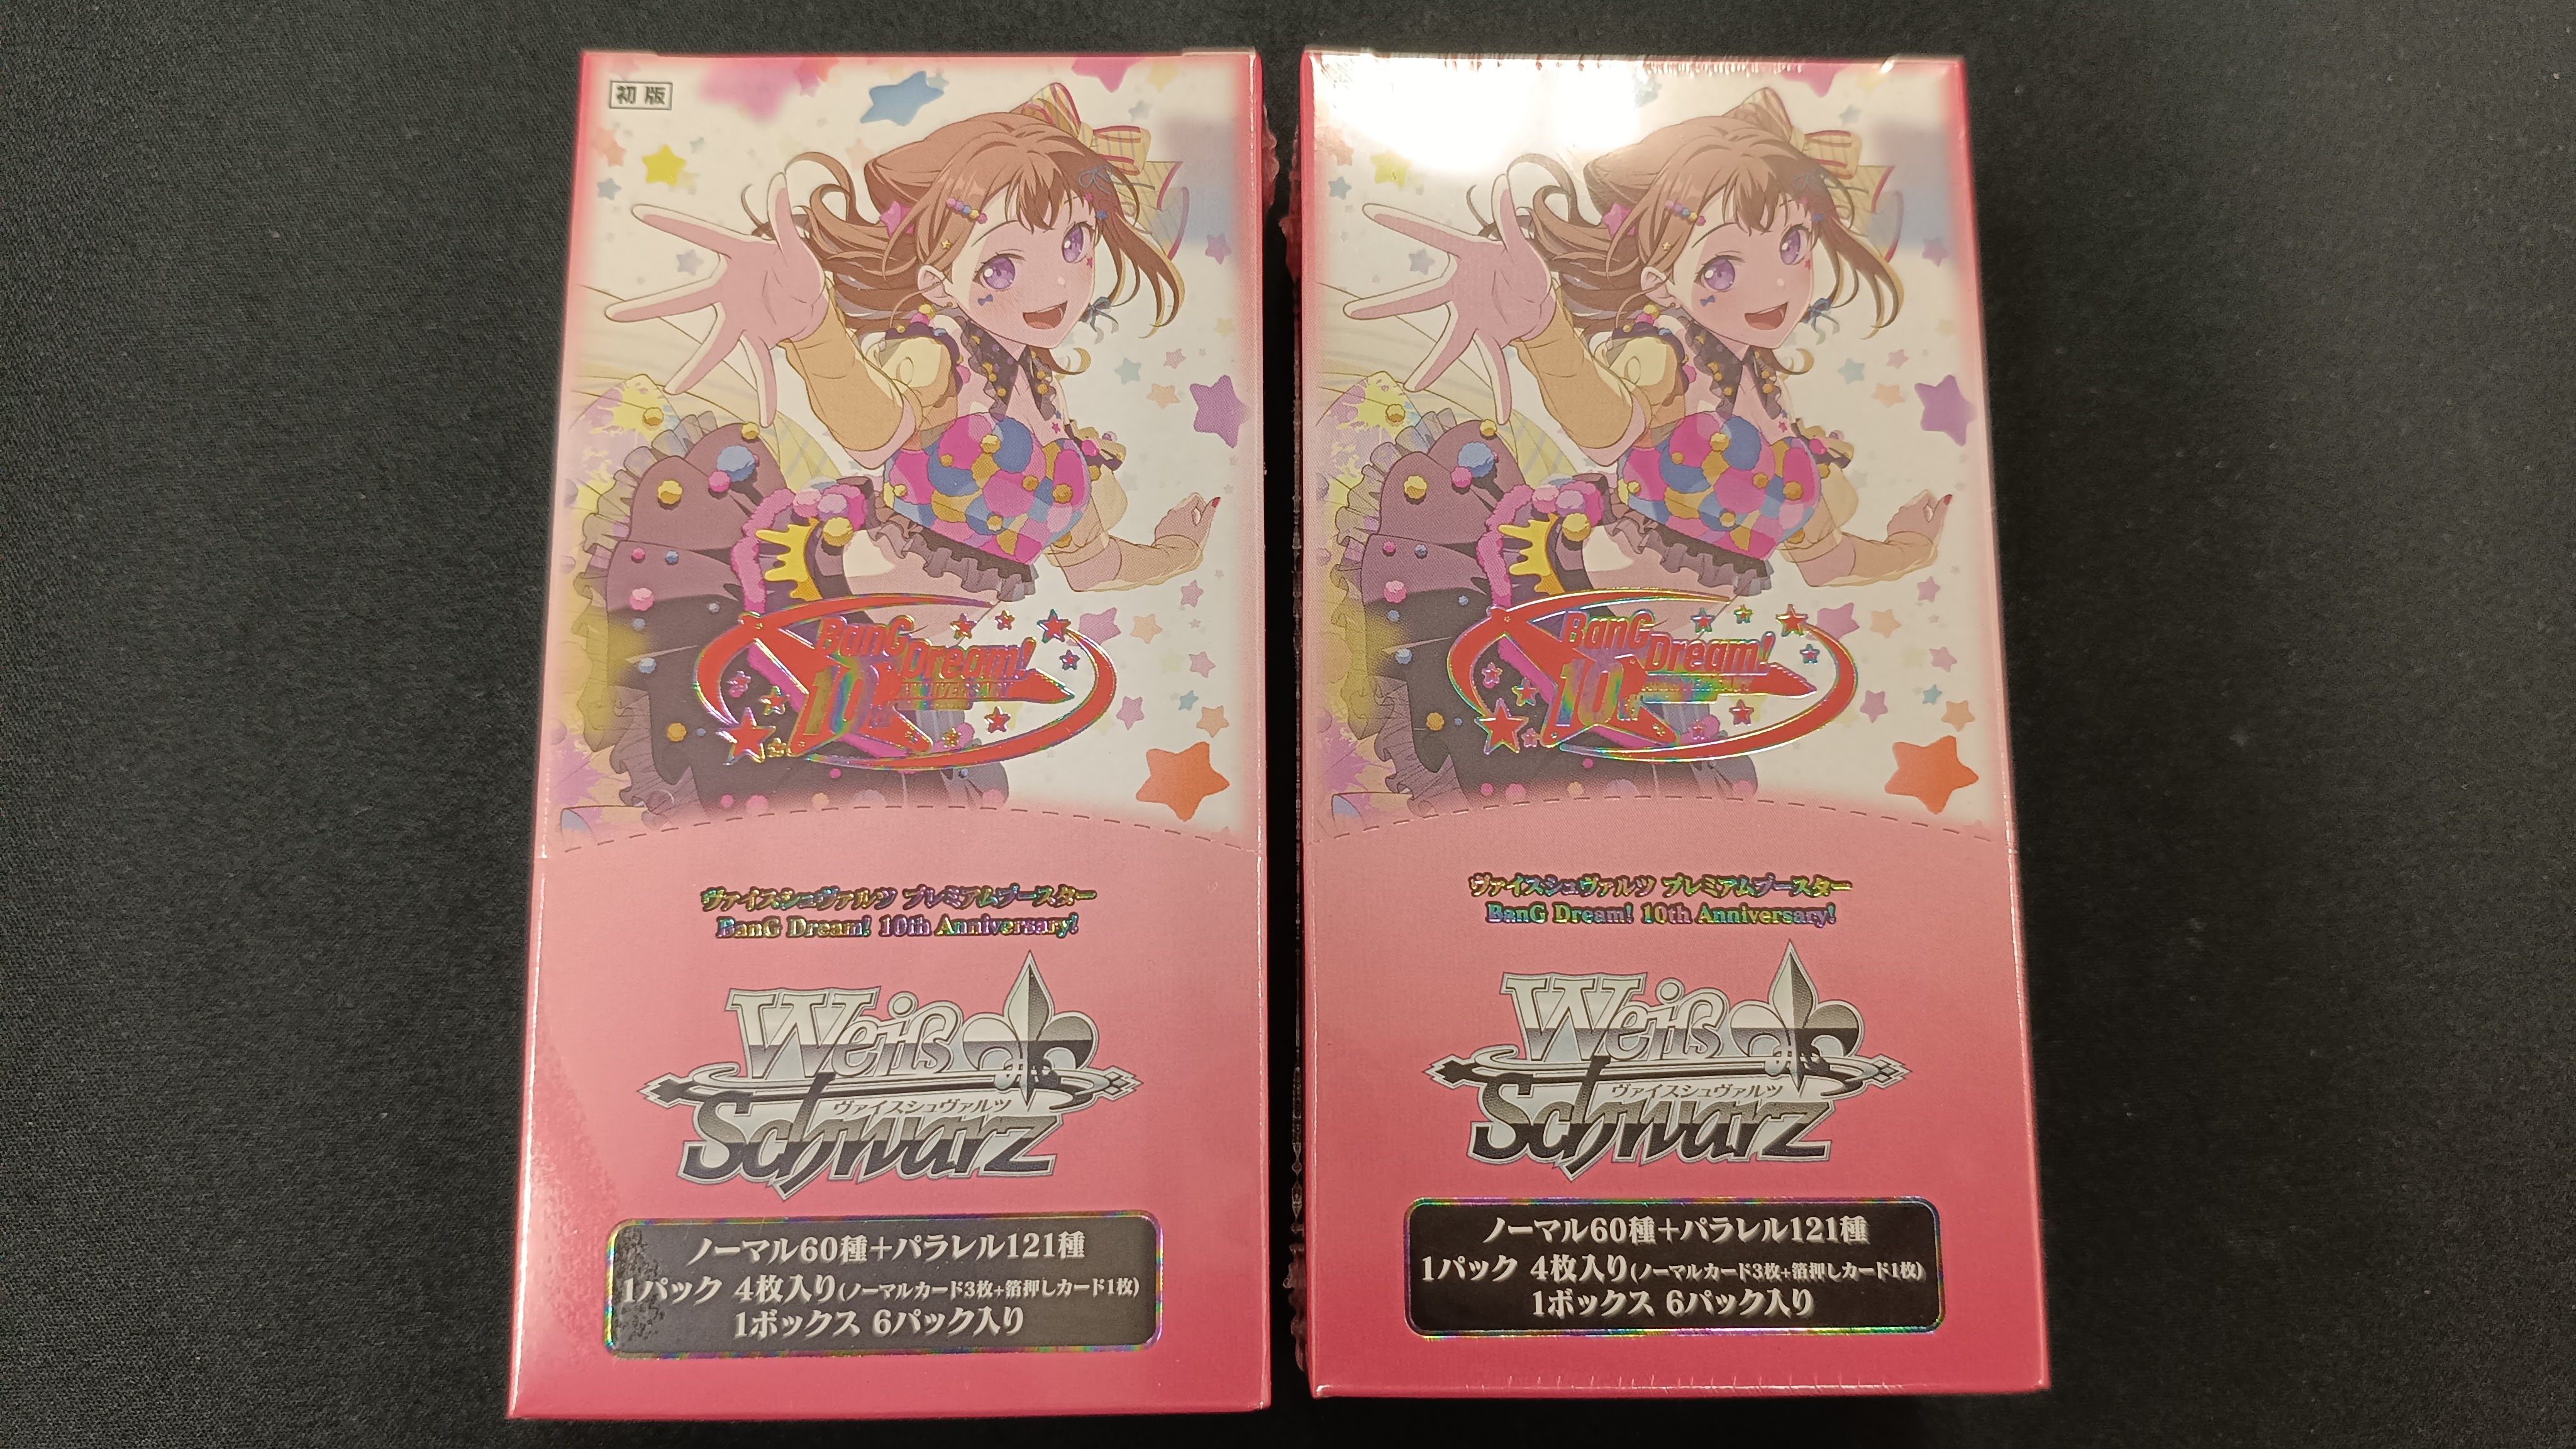 初版
BanG Dream!
10th
ANNIVERSARY
ヴァイスシュヴァルツ プレミアムブースター
BanG Dream! 10th Anniversary!
Weiß
ヴァイスシュヴァルツ
Schwarz
ノーマル60種+パラレル121種
1パック 4枚入り(ノーマルカード3枚+箔押しカード1枚)
1ボックス 6パック入り
BanG Dream!
10th
ANNIVERSARY
ヴァイスシュヴァルツ プレミアムブースター
BanG Dream! 10th Anniversary!
Weiß
ヴァイスシュヴァルツ
Schwarz
ノーマル60種+パラレル121種
1パック 4枚入り(ノーマルカード3枚+箔押しカード1枚)
1ボックス 6パック入り